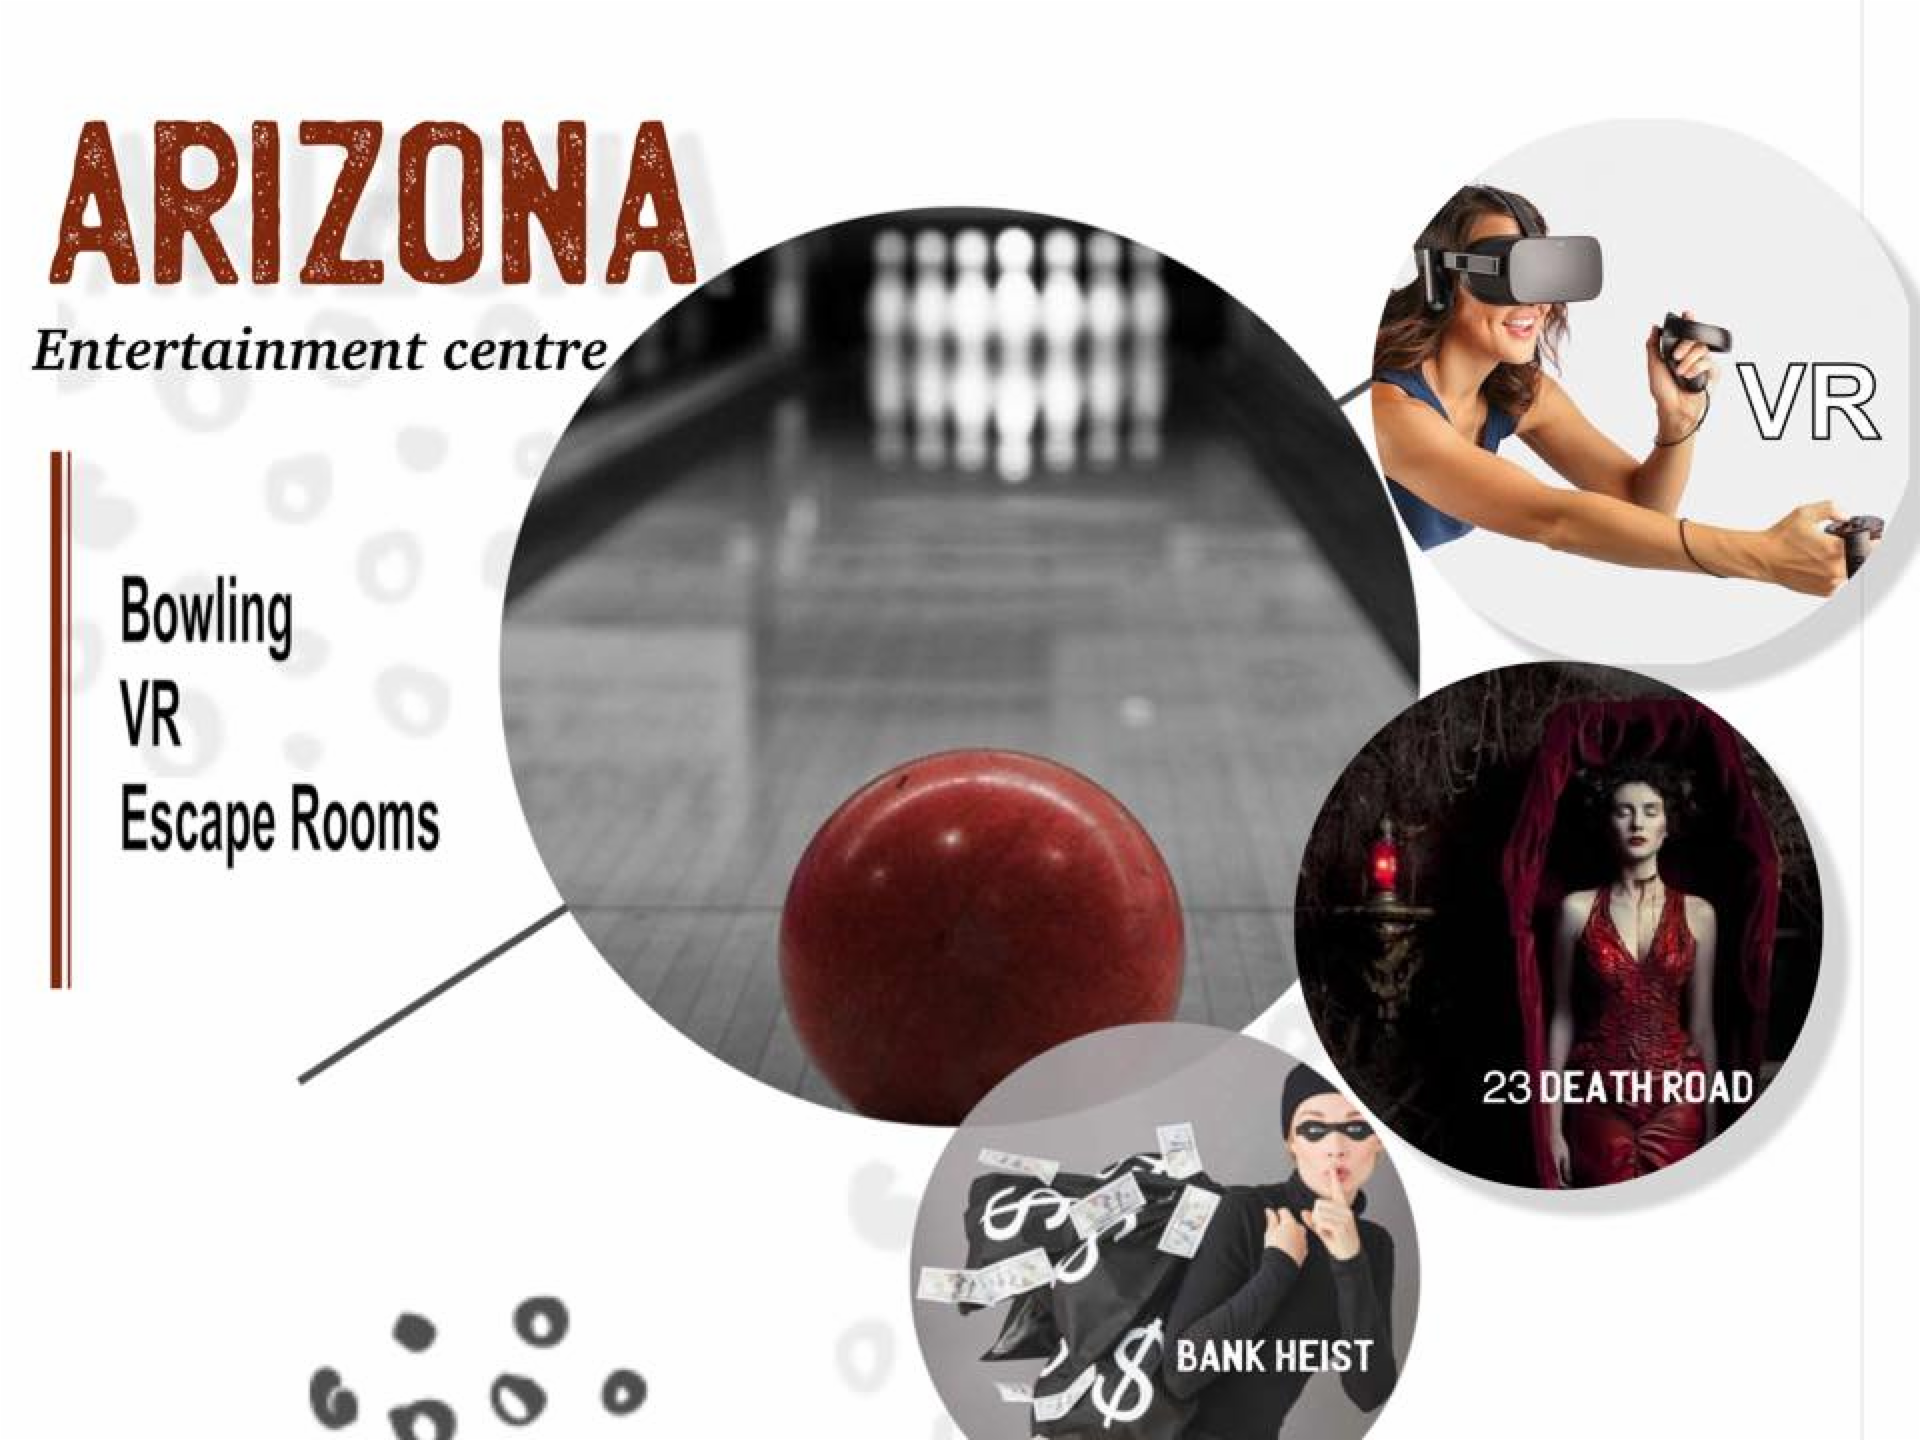 ARIZONA
Entertainment centre
Bowling
VR
Escape Rooms
VR
23 DEATH ROAD
BANK HEIST